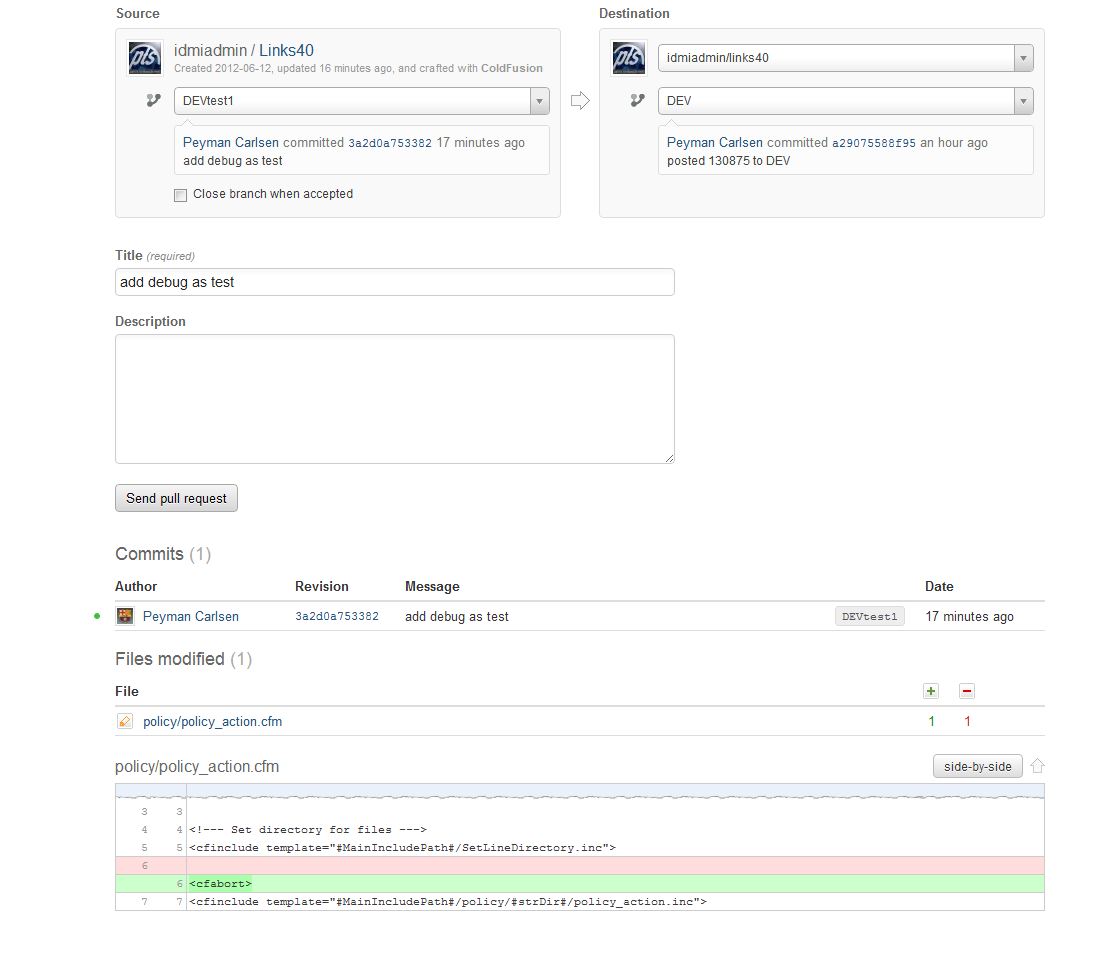 Source
Destination
pls
idmiadmin / Links40
Created 2012-06-12, updated 16 minutes ago, and crafted with ColdFusion
pls
idmiadmin/links40
DEVtest1
DEV
Peyman Carlsen committed 3a2d0a753382 17 minutes ago
add debug as test
Peyman Carlsen committed a29075588f95 an hour ago
posted 130875 to DEV
Close branch when accepted
Title (required)
add debug as test
Description
Send pull request
Commits (1)
Author Revision Message Date
Peyman Carlsen 3a2d0a753382 add debug as test DEVtest1 17 minutes ago
Files modified (1)
File + −
policy/policy_action.cfm 1 1
policy/policy_action.cfm side-by-side
3 3
4 4 <!--- Set directory for files --->
5 5 <cfinclude template="#MainIncludePath#/SetLineDirectory.inc">
6
6 <cfabort>
7 7 <cfinclude template="#MainIncludePath#/policy/#strDir#/policy_action.inc">